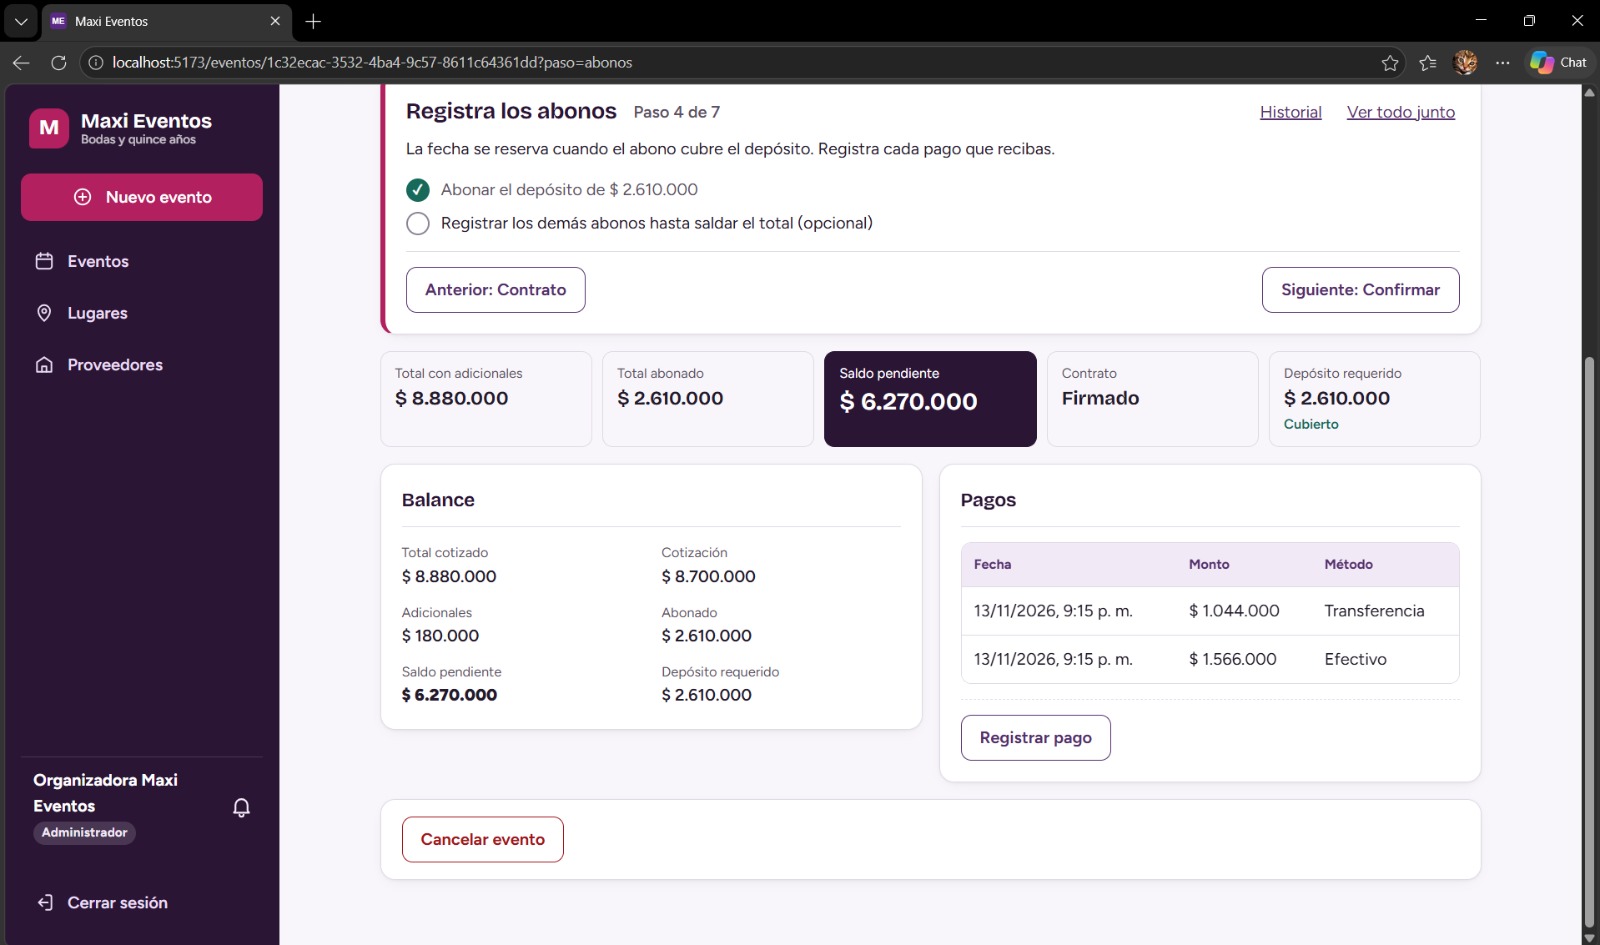 ME Maxi Eventos
localhost:5173/eventos/1c32ecac-3532-4ba4-9c57-8611c64361dd?paso=abonos
Chat
M
Maxi Eventos
Bodas y quince años
Nuevo evento
Eventos
Lugares
Proveedores
Organizadora Maxi
Eventos
Administrador
Cerrar sesión
Registra los abonos Paso 4 de 7 Historial Ver todo junto
La fecha se reserva cuando el abono cubre el depósito. Registra cada pago que recibas.
Abonar el depósito de $ 2.610.000
Registrar los demás abonos hasta saldar el total (opcional)
Anterior: Contrato Siguiente: Confirmar
Total con adicionales
$ 8.880.000
Total abonado
$ 2.610.000
Saldo pendiente
$ 6.270.000
Contrato
Firmado
Depósito requerido
$ 2.610.000
Cubierto
Balance
Total cotizado Cotización
$ 8.880.000 $ 8.700.000
Adicionales Abonado
$ 180.000 $ 2.610.000
Saldo pendiente Depósito requerido
$ 6.270.000 $ 2.610.000
Pagos
Fecha Monto Método
13/11/2026, 9:15 p. m. $ 1.044.000 Transferencia
13/11/2026, 9:15 p. m. $ 1.566.000 Efectivo
Registrar pago
Cancelar evento